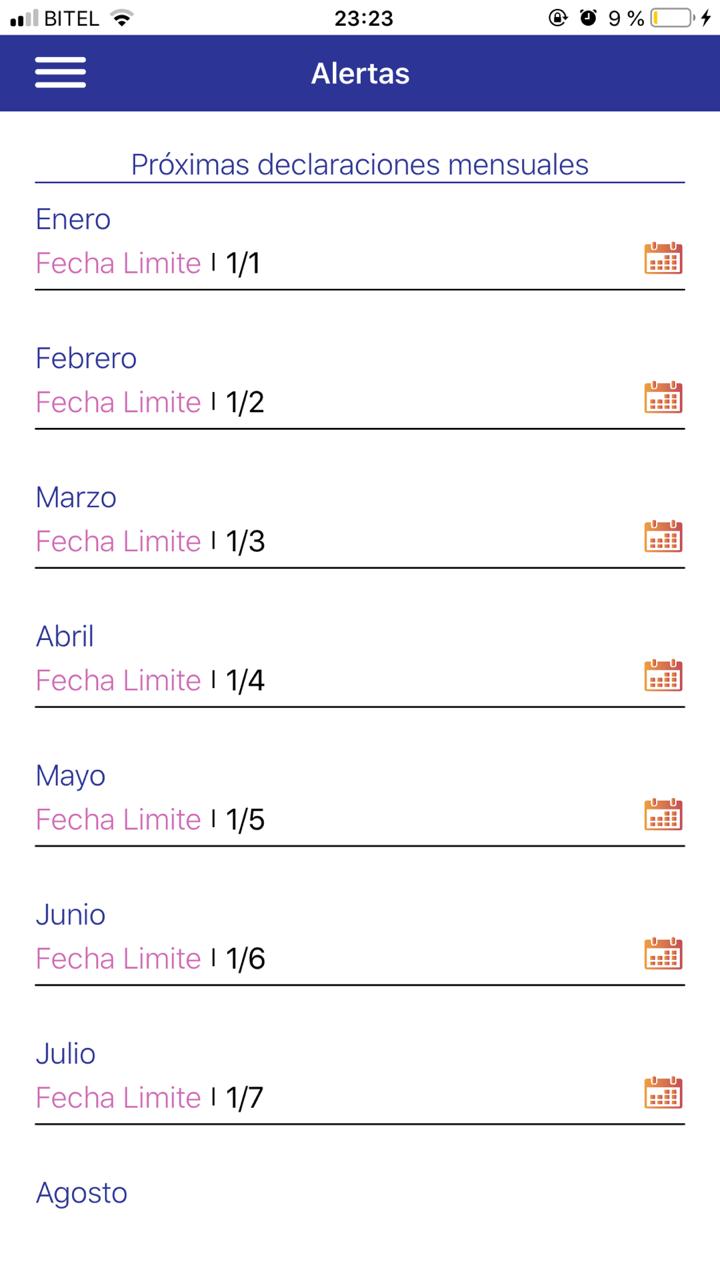 BITEL 23:23 9 %
Alertas
Próximas declaraciones mensuales
Enero
Fecha Limite | 1/1
Febrero
Fecha Limite | 1/2
Marzo
Fecha Limite | 1/3
Abril
Fecha Limite | 1/4
Mayo
Fecha Limite | 1/5
Junio
Fecha Limite | 1/6
Julio
Fecha Limite | 1/7
Agosto